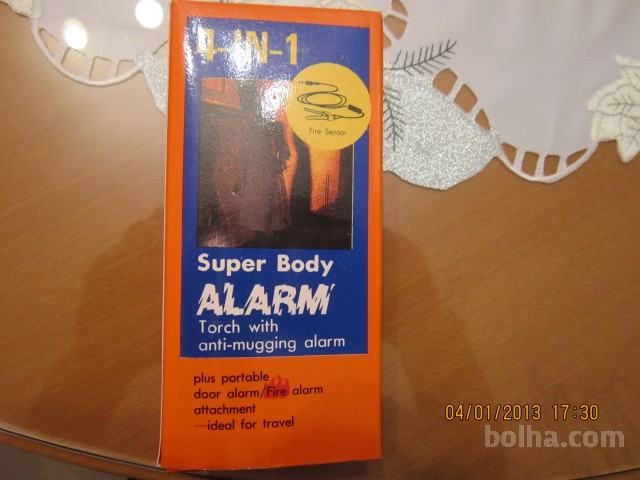 4-IN-1
Fire Sensor
Super Body
ALARM
Torch with
anti-mugging alarm
plus portable
door alarm/Fire alarm
attachment
—ideal for travel
04/01/2013 17:30
bolha.com